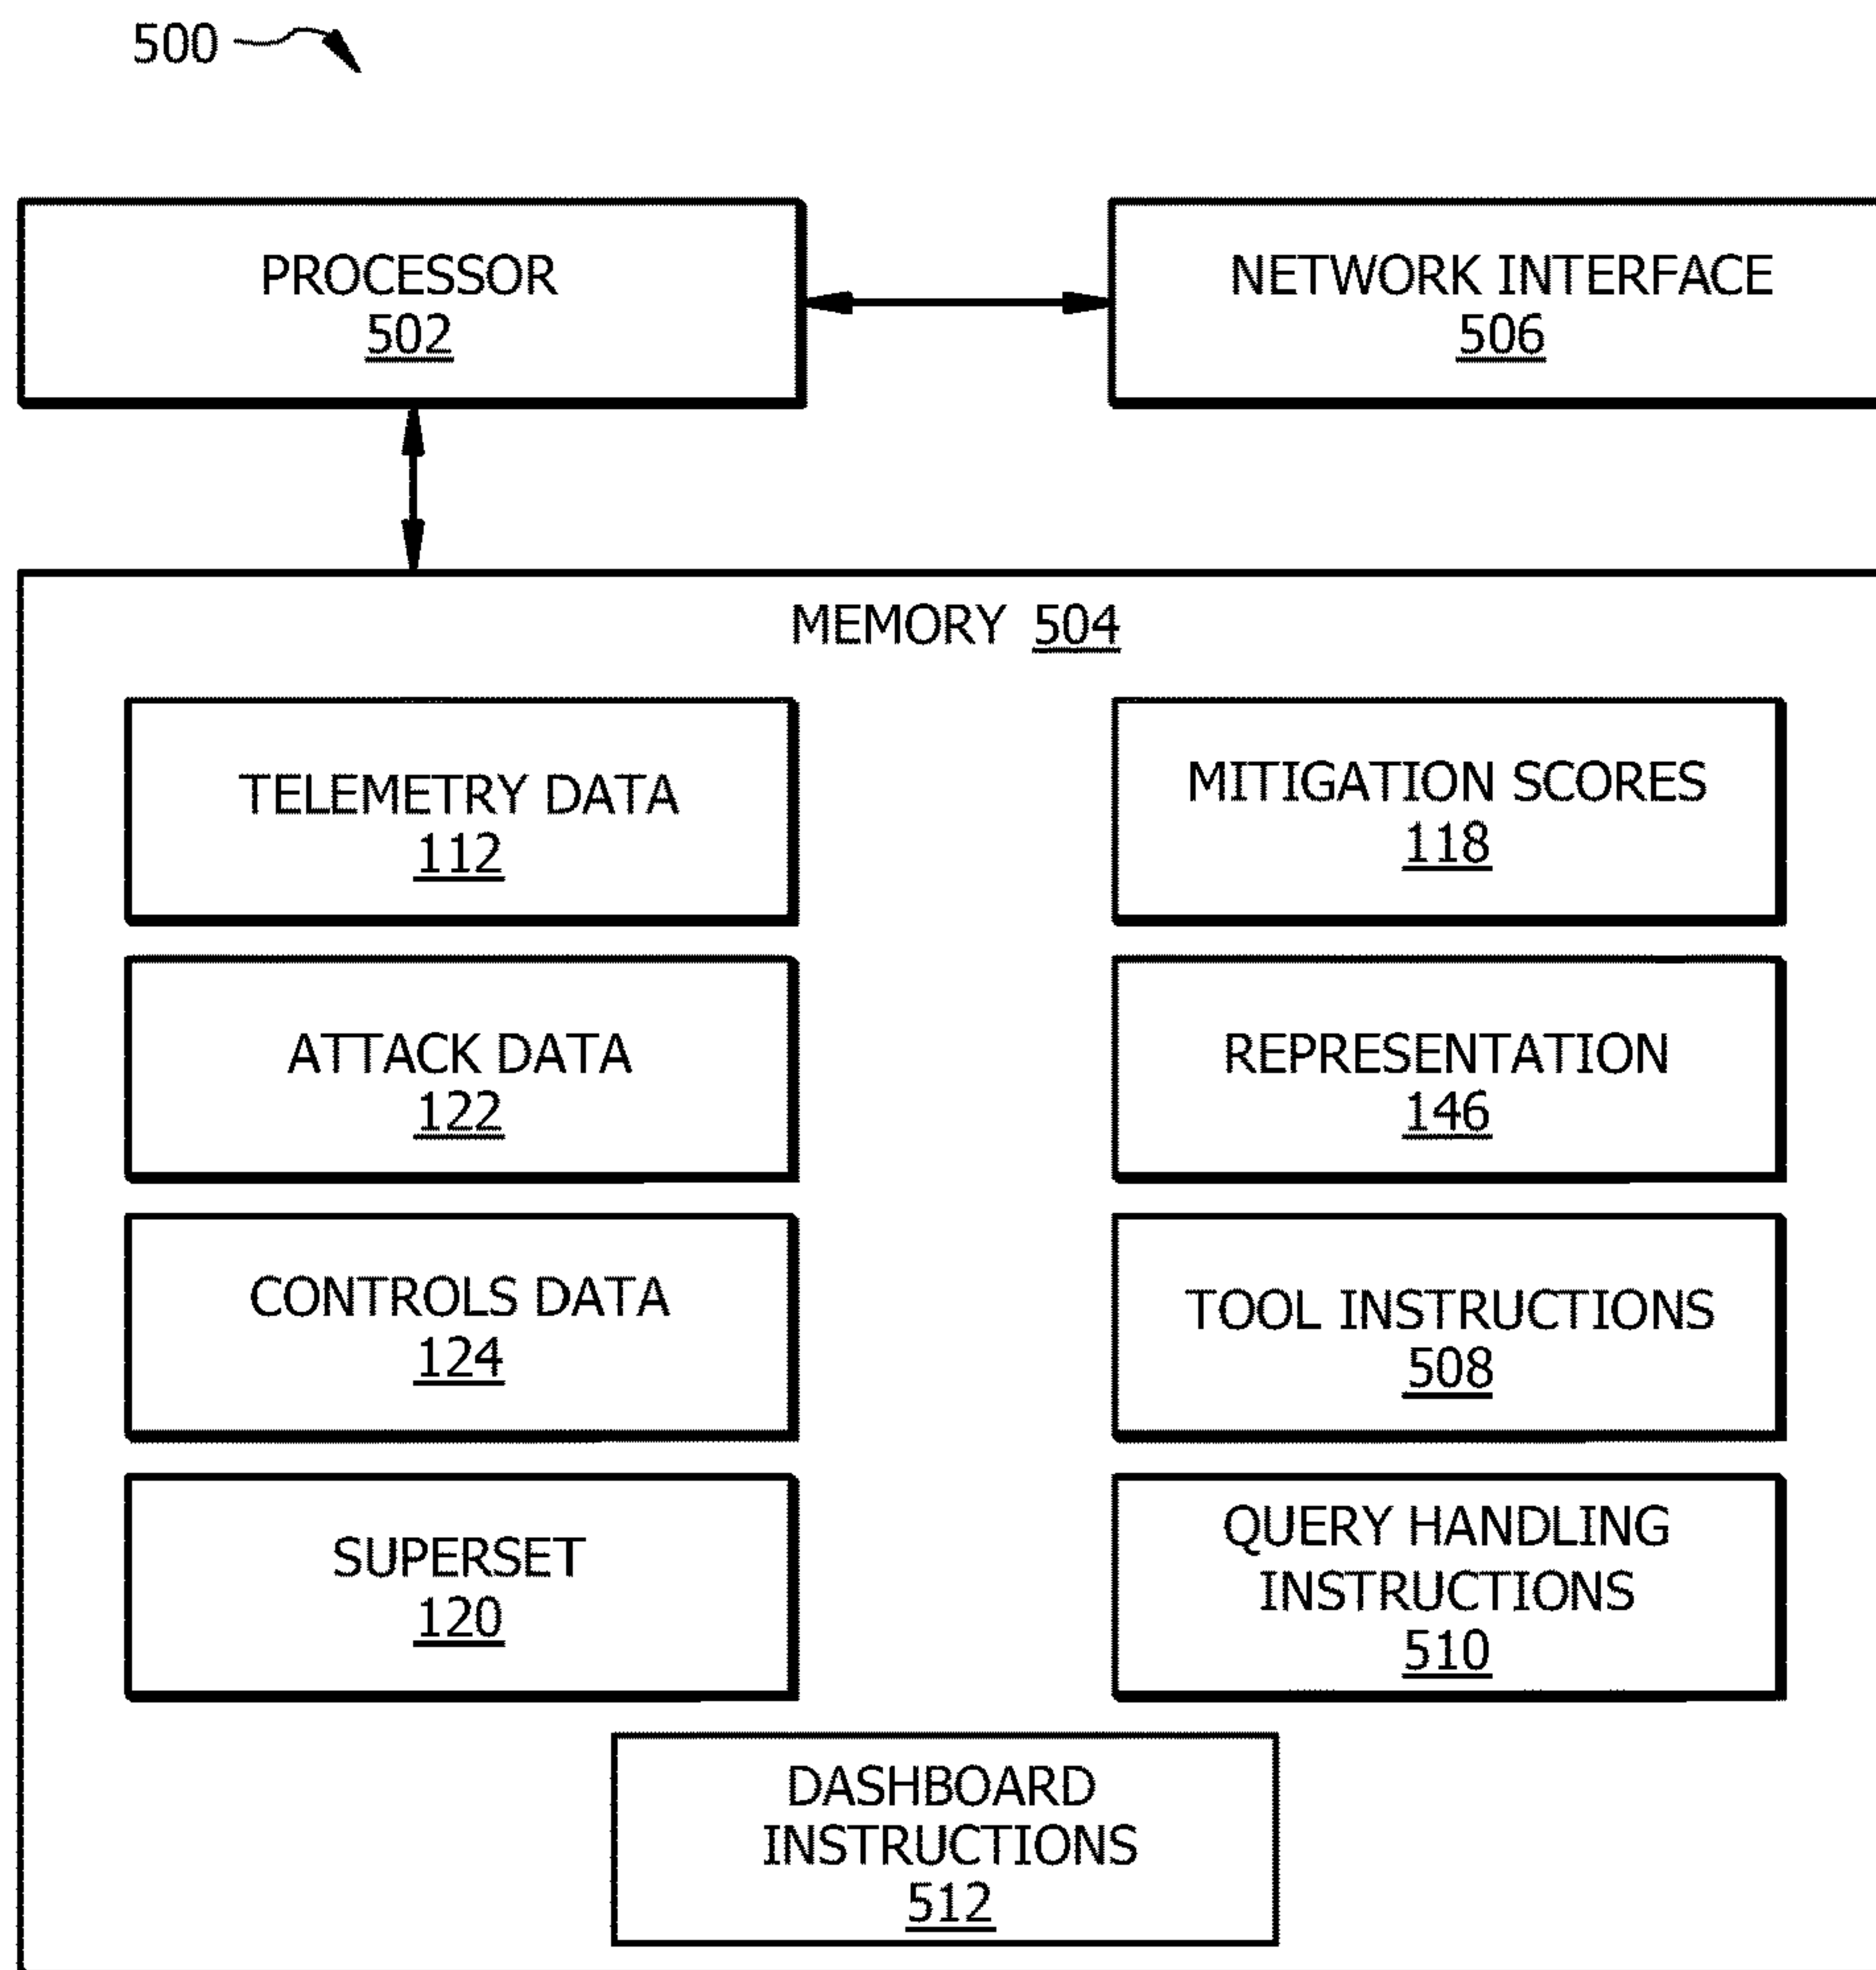 500
PROCESSOR
502
NETWORK INTERFACE
506
MEMORY 504
TELEMETRY DATA
112
MITIGATION SCORES
118
ATTACK DATA
122
REPRESENTATION
146
CONTROLS DATA
124
TOOL INSTRUCTIONS
508
SUPERSET
120
QUERY HANDLING
INSTRUCTIONS
510
DASHBOARD
INSTRUCTIONS
512